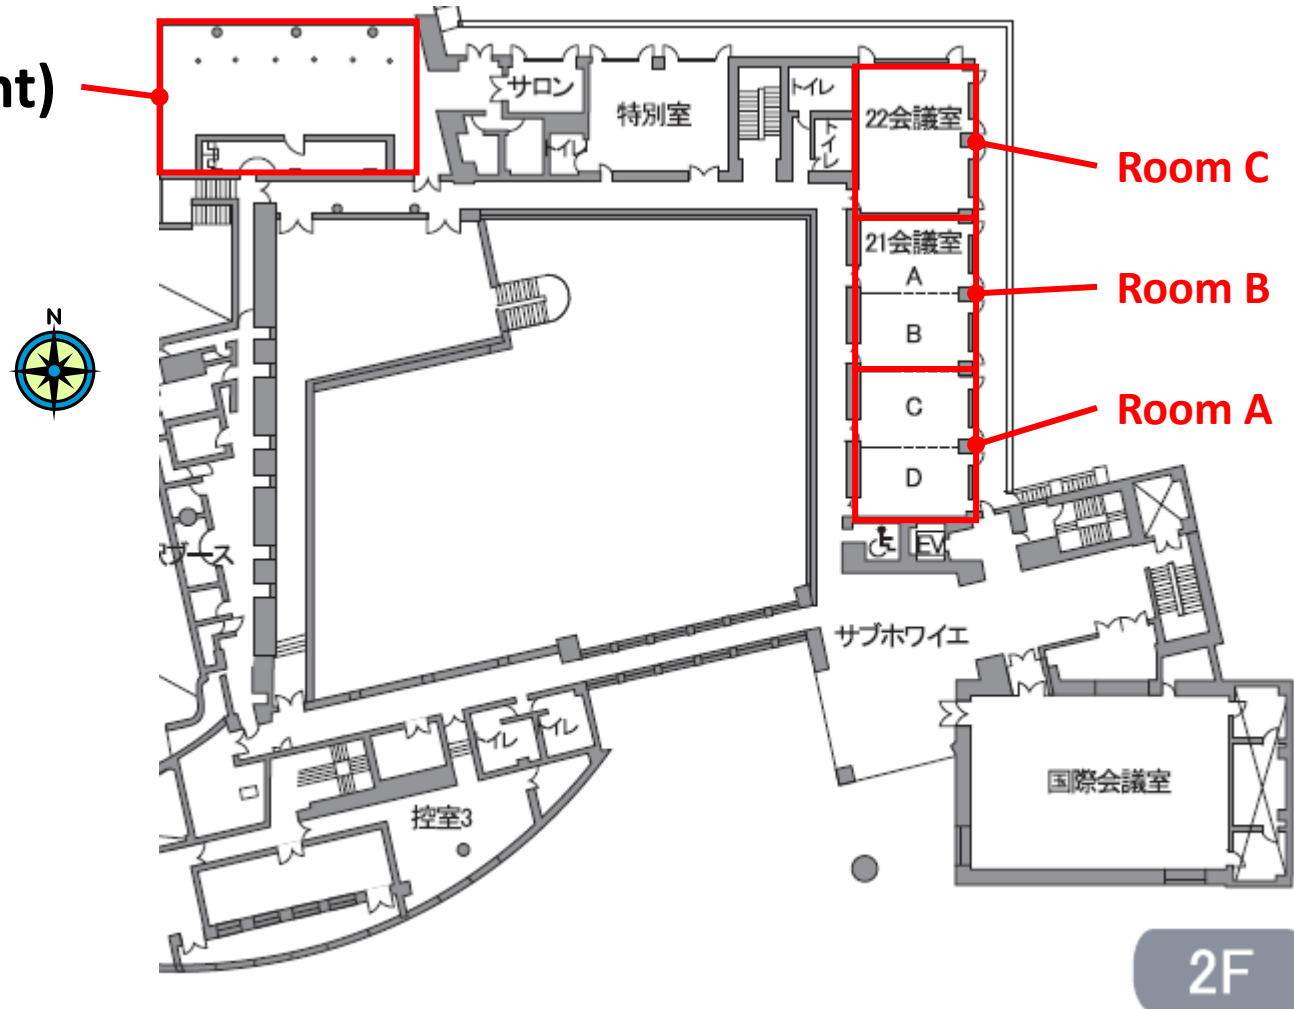 nt)
サロン
特別室
トイレ
トイレ
トイレ
22会議室
Room C
21会議室
A
Room B
B
N
C
Room A
D
EV
ブース
サブホワイエ
イレ
イレ
国際会議室
控室3
2F